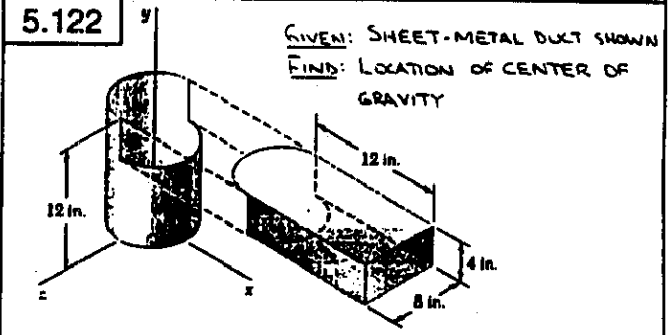 5.122
GIVEN: SHEET-METAL DUCT SHOWN
FIND: LOCATION OF CENTER OF
GRAVITY
y
12 in.
12 in.
4 in.
8 in.
z
x